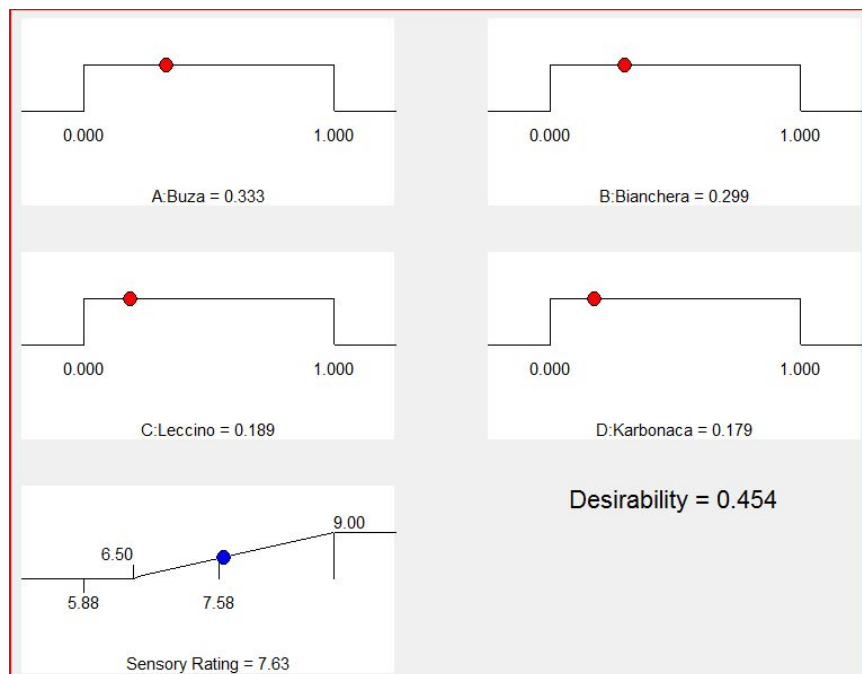 0.000 1.000
A:Buza = 0.333
0.000 1.000
B:Bianchera = 0.299
0.000 1.000
C:Leccino = 0.189
0.000 1.000
D:Karbonaca = 0.179
9.00
6.50
5.88 7.58
Sensory Rating = 7.63
Desirability = 0.454